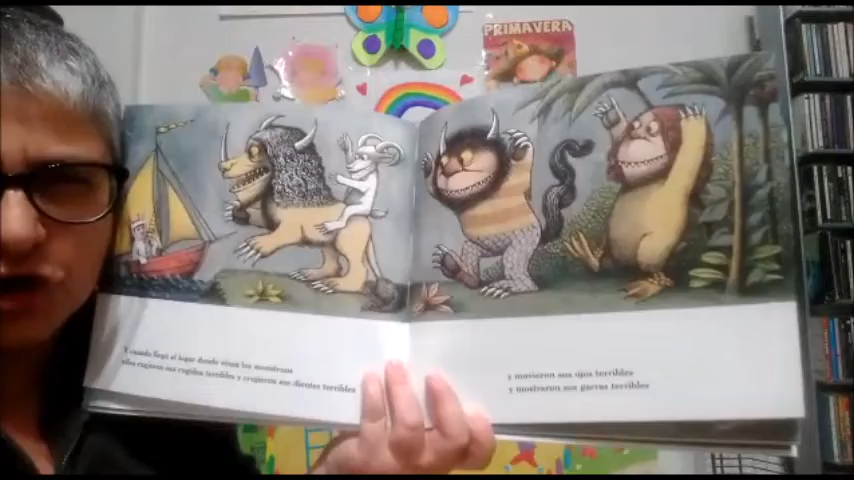 PRIMAVERA
Y cuando llegó al lugar donde viven los monstruos
ellos rugieron sus rugidos terribles y crujieron sus dientes terribles
y movieron sus ojos terribles
y mostraron sus garras terribles